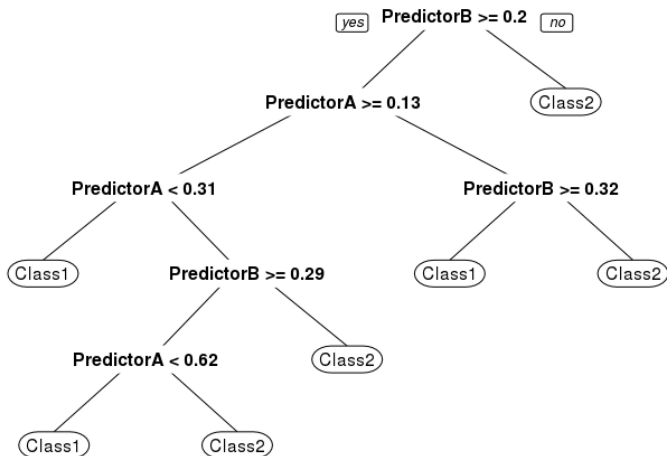 yes
PredictorB >= 0.2
no
PredictorA >= 0.13
Class2
PredictorA < 0.31
PredictorB >= 0.32
Class1
PredictorB >= 0.29
Class1
Class2
PredictorA < 0.62
Class2
Class1
Class2